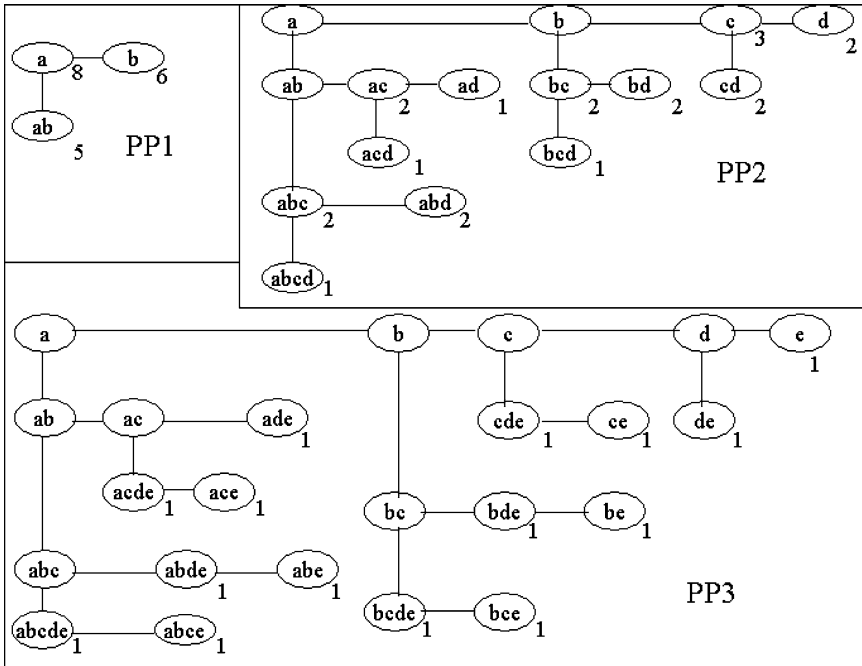 a 8 b 6
ab 5
PP1
a b c 3 d 2
ab ac 2 ad 1 bc 2 bd 2 cd 2
acd 1 bcd 1
PP2
abc 2 abd 2
abcd 1
a b c d e 1
ab ac ade 1 cde 1 ce 1 de 1
acde 1 ace 1 bc bde 1 be 1
abc abde 1 abe 1
PP3
abcde 1 abce 1 bcde 1 bce 1